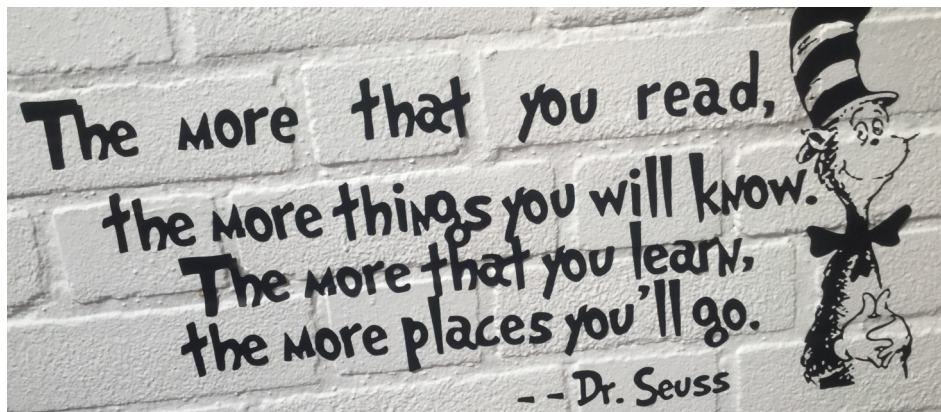 The more that you read,
the more things you will know.
The more that you learn,
the more places you'll go.
-- Dr. Seuss